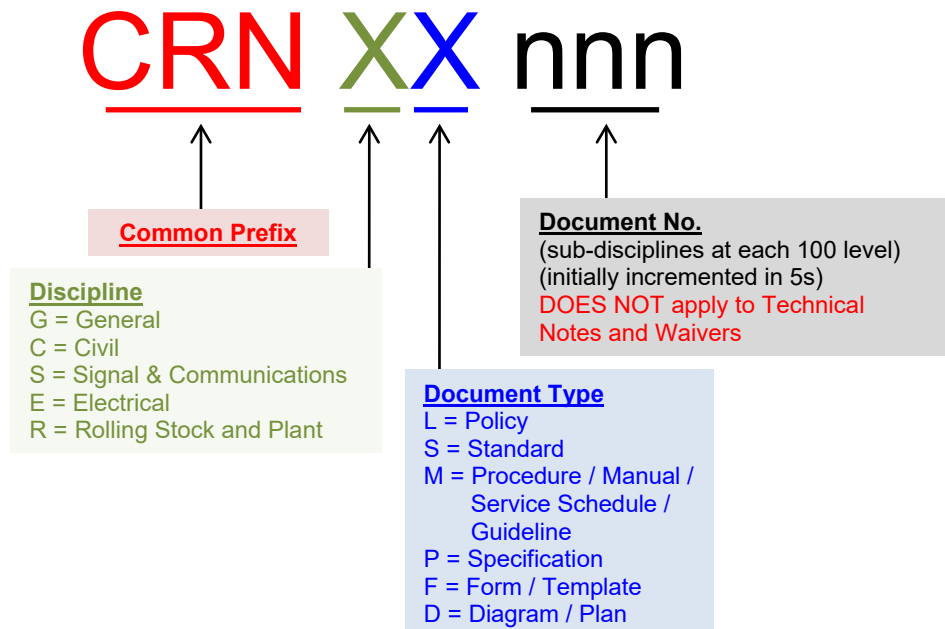 CRN XX nnn
Common Prefix
Document No.
(sub-disciplines at each 100 level)
(initially incremented in 5s)
DOES NOT apply to Technical
Notes and Waivers
Discipline
G = General
C = Civil
S = Signal & Communications
E = Electrical
R = Rolling Stock and Plant
Document Type
L = Policy
S = Standard
M = Procedure / Manual /
Service Schedule /
Guideline
P = Specification
F = Form / Template
D = Diagram / Plan